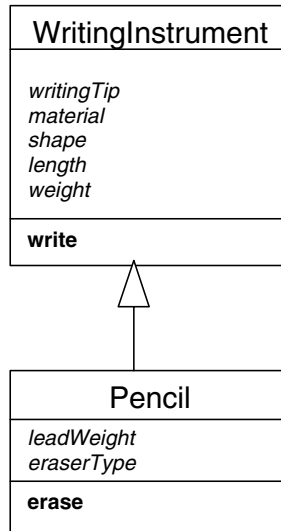 WritingInstrument
writingTip
material
shape
length
weight
write
Pencil
leadWeight
eraserType
erase